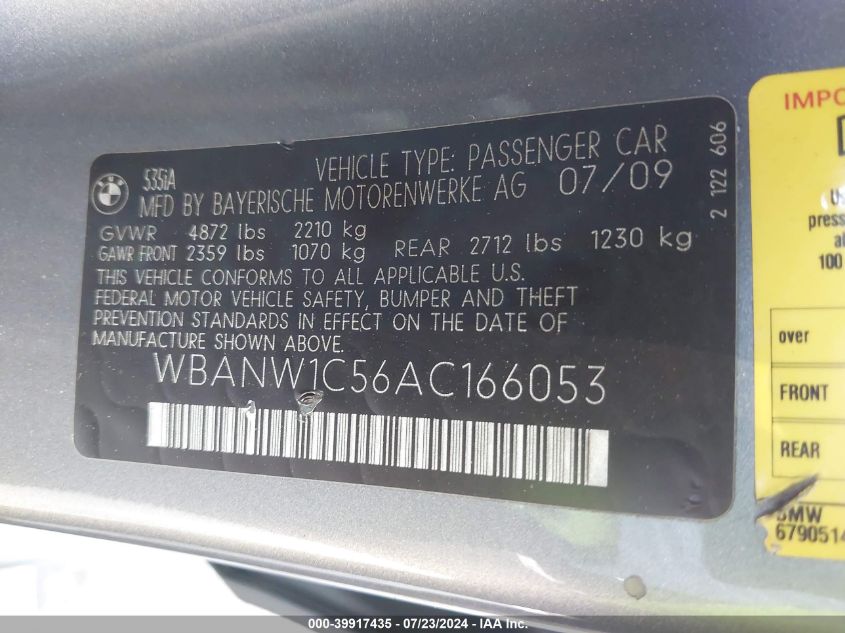 535iA
VEHICLE TYPE: PASSENGER CAR
MFD BY BAYERISCHE MOTORENWERKE AG 07/09
GVWR 4872 lbs 2210 kg
GAWR FRONT 2359 lbs 1070 kg REAR 2712 lbs 1230 kg
THIS VEHICLE CONFORMS TO ALL APPLICABLE U.S.
FEDERAL MOTOR VEHICLE SAFETY, BUMPER AND THEFT
PREVENTION STANDARDS IN EFFECT ON THE DATE OF
MANUFACTURE SHOWN ABOVE.
WBANW1C56AC166053
2 122 606
IMPO
press
100
over
FRONT
REAR
BMW
6790514
000-39917435 - 07/23/2024 - IAA, Inc.